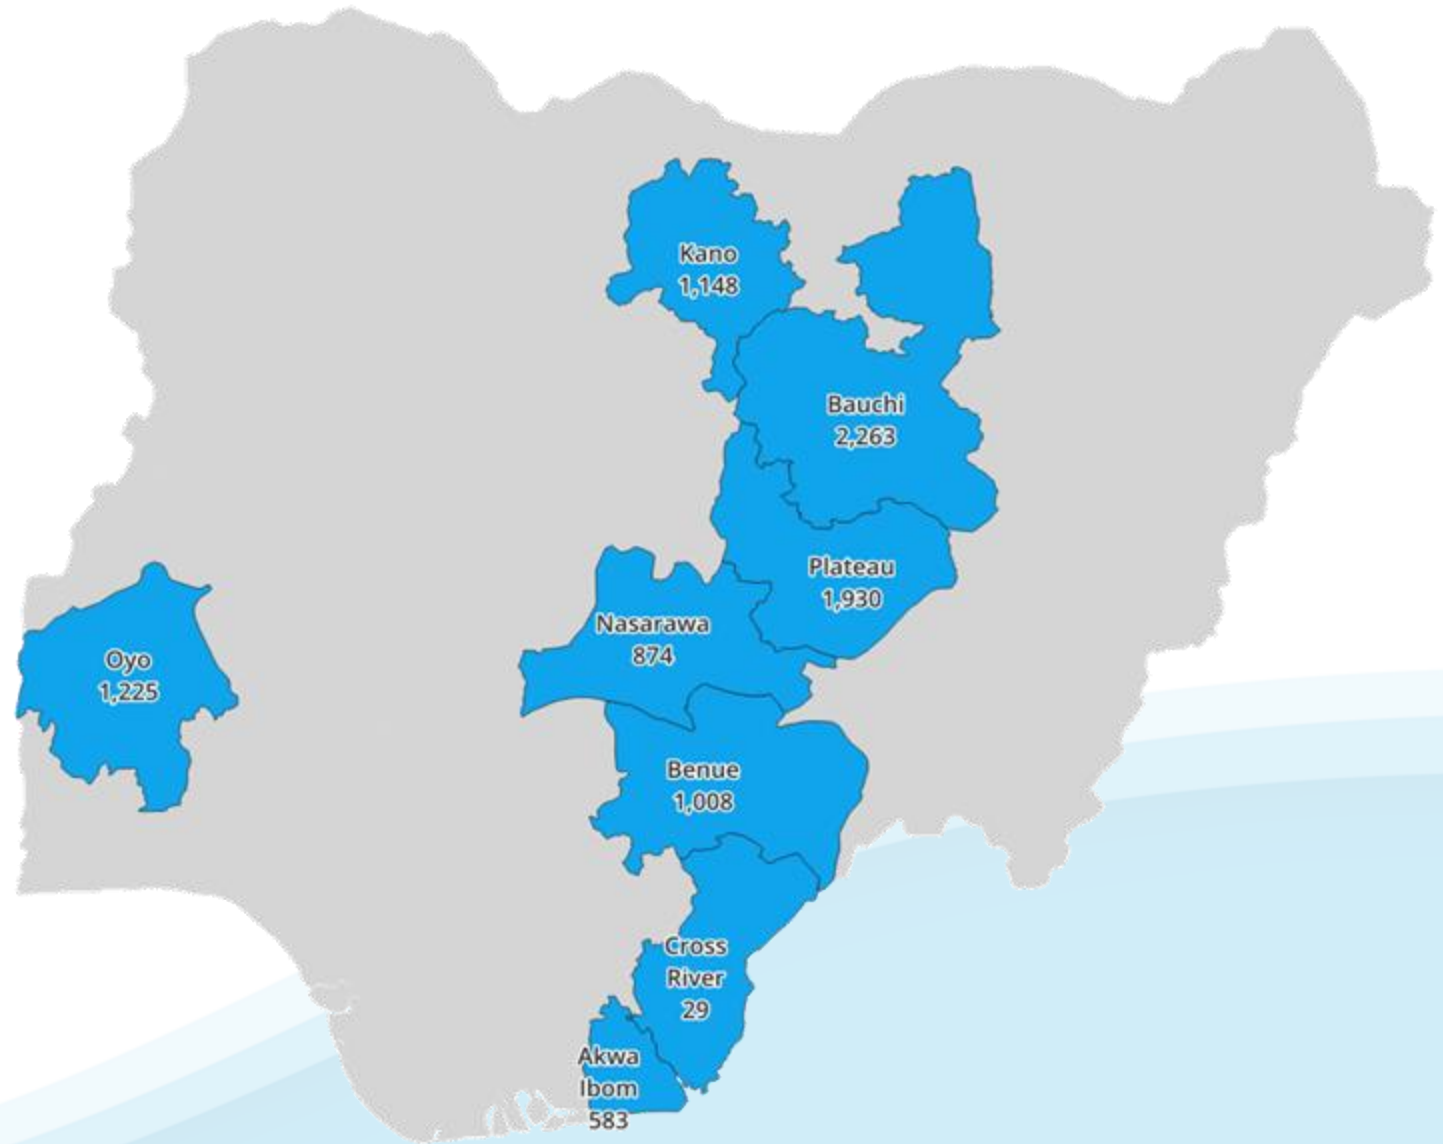 Kano
1,148
Bauchi
2,263
Plateau
1,930
Nasarawa
874
Oyo
1,225
Benue
1,008
Cross
River
29
Akwa
Ibom
583